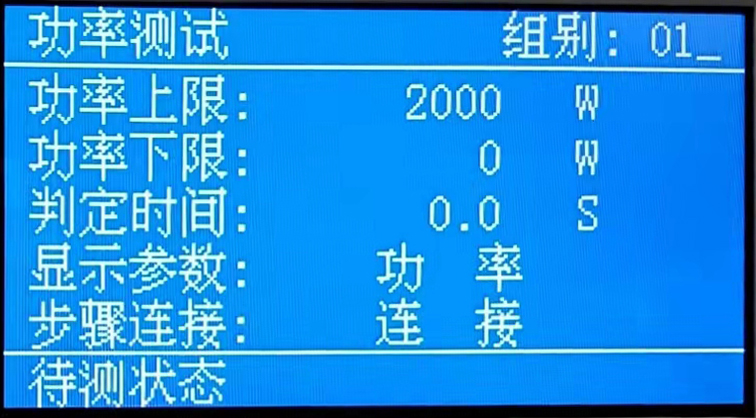 功率测试 组别: 01_
功率上限: 2000 W
功率下限: 0 W
判定时间: 0.0 S
显示参数: 功 率
步骤连接: 连 接
待测状态